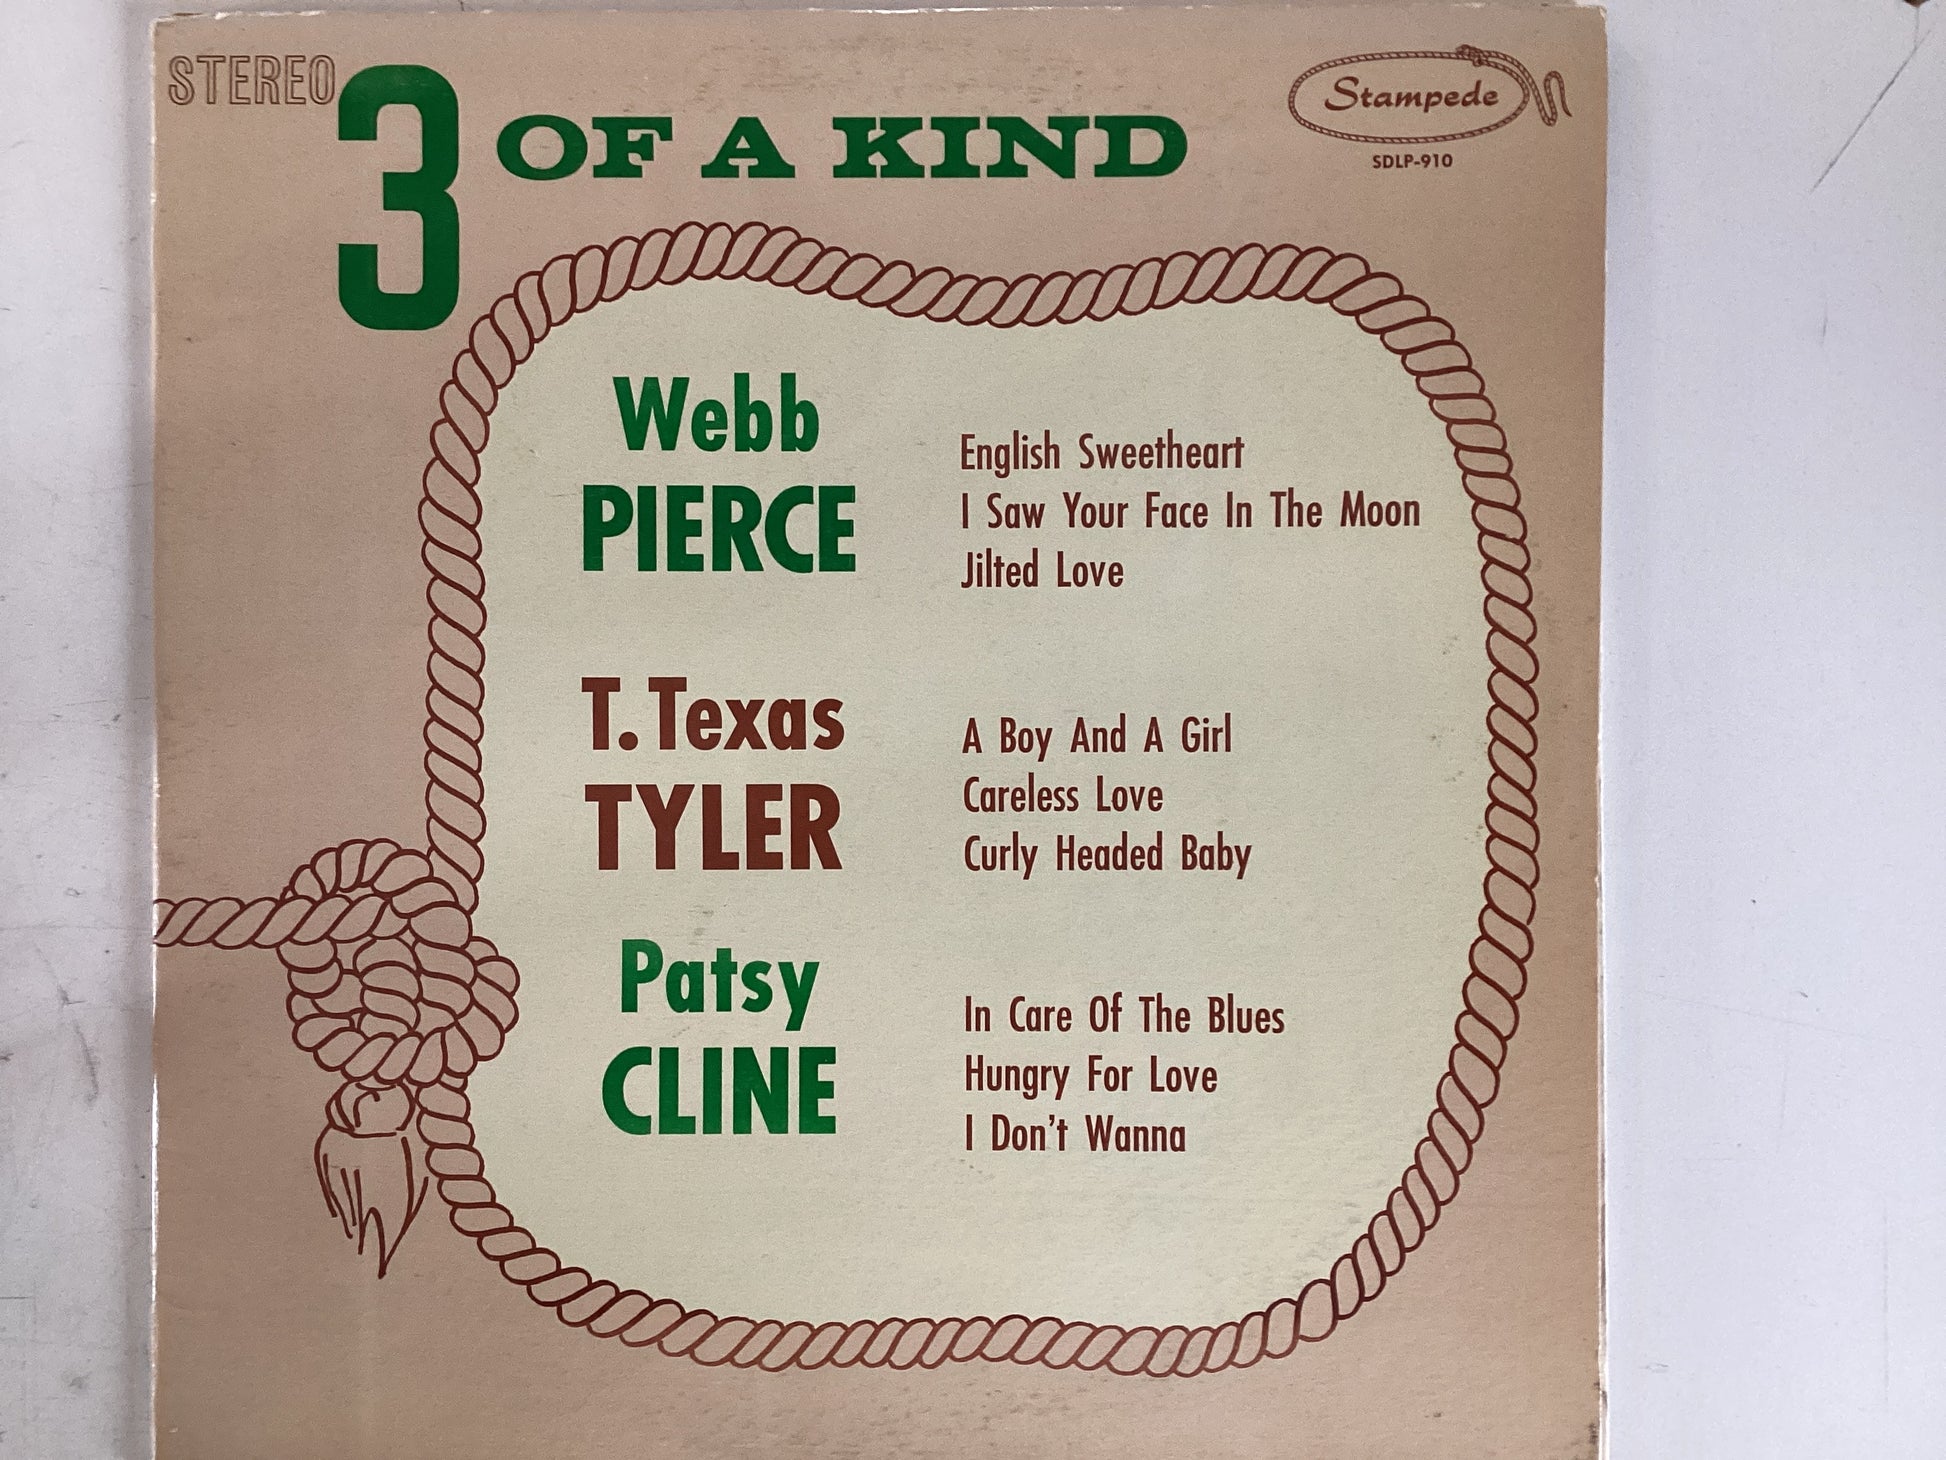 STEREO
3 OF A KIND
Stampede
SDLP-910
Webb
PIERCE
English Sweetheart
I Saw Your Face In The Moon
Jilted Love
T. Texas
TYLER
A Boy And A Girl
Careless Love
Curly Headed Baby
Patsy
CLINE
In Care Of The Blues
Hungry For Love
I Don't Wanna